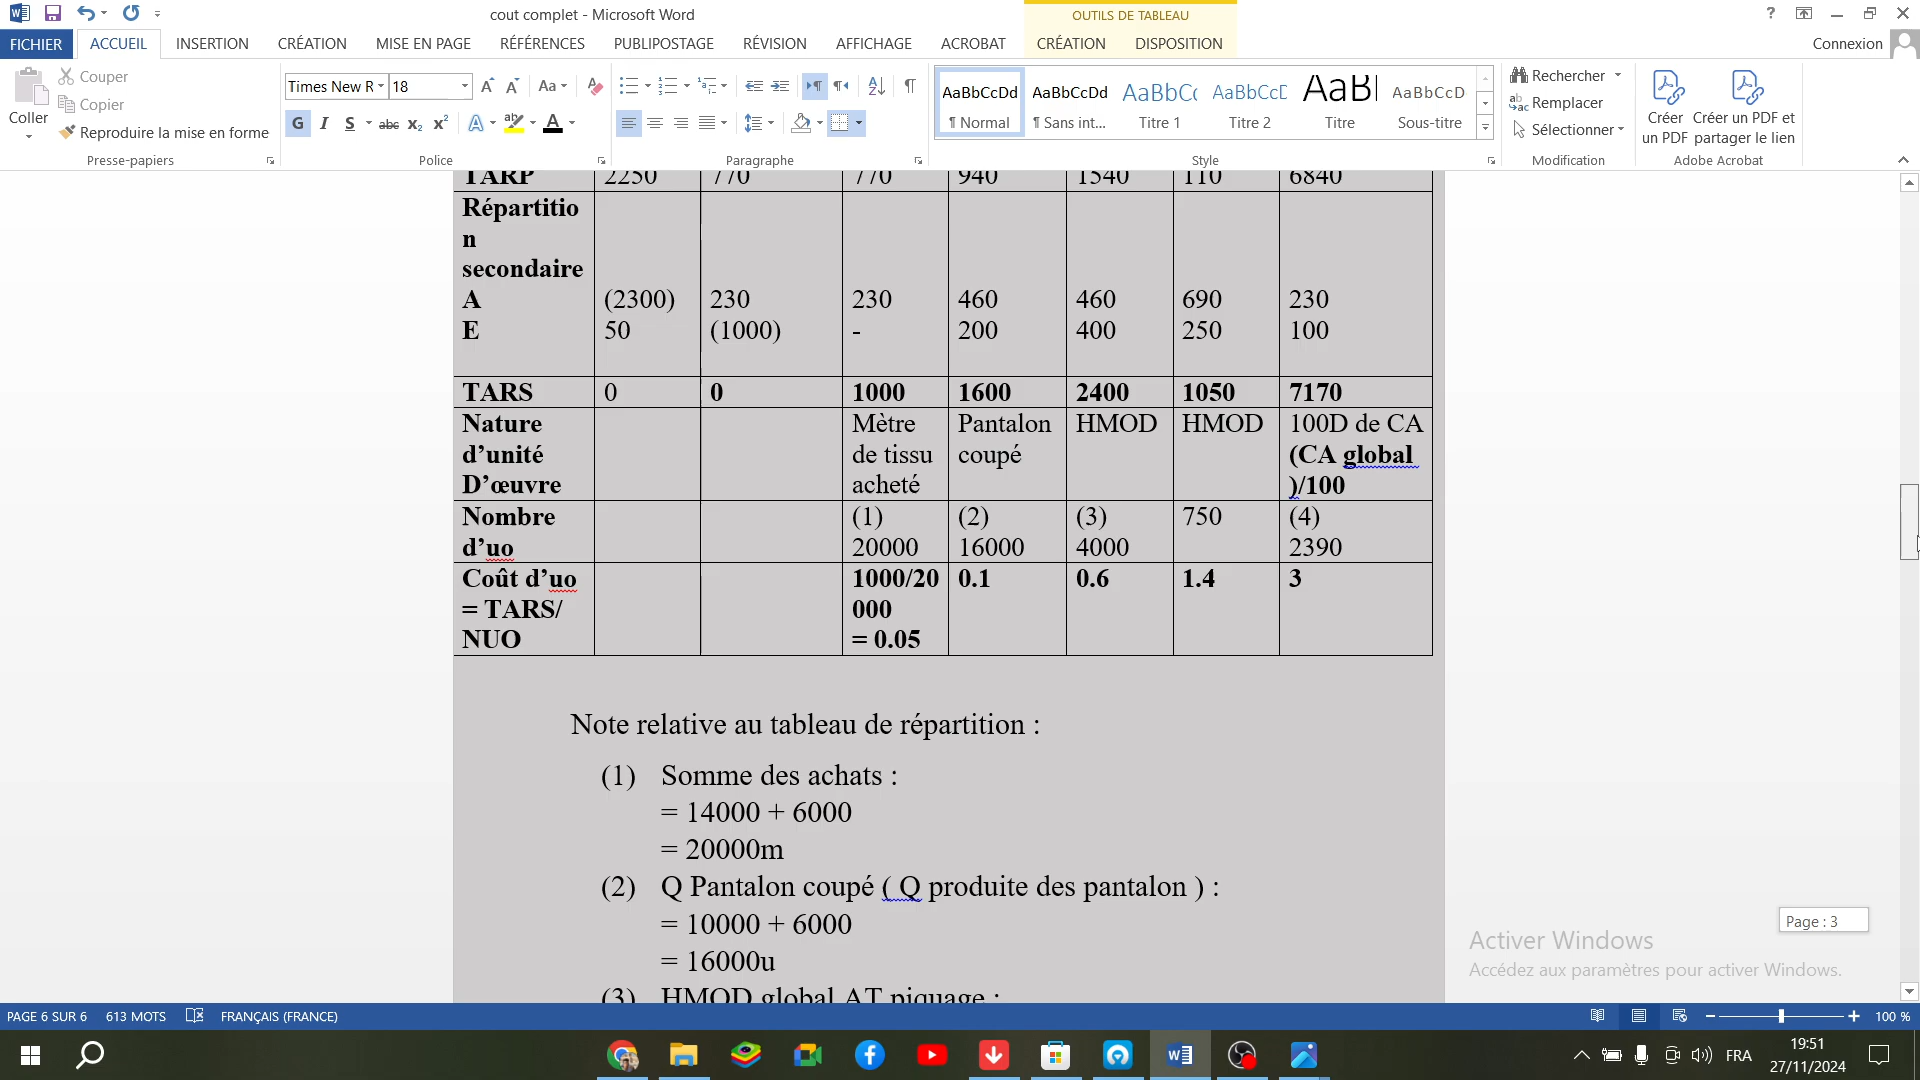 cout complet - Microsoft Word
OUTILS DE TABLEAU
?
FICHIER ACCUEIL INSERTION CRÉATION MISE EN PAGE RÉFÉRENCES PUBLIPOSTAGE RÉVISION AFFICHAGE ACROBAT CRÉATION DISPOSITION Connexion
Coller
Couper
Copier
Reproduire la mise en forme
Presse-papiers
Times New R 18
Aa
G I S abc X₂ X²
Police
Paragraphe
AaBbCcDd ¶ Normal
AaBbCcDd ¶ Sans int...
AaBbCc Titre 1
AaBbCcE Titre 2
AaBl Titre
AaBbCcD Sous-titre
Style
Rechercher
Remplacer
Sélectionner
Modification
Créer un PDF
Créer un PDF et partager le lien
Adobe Acrobat
TARP 2250 770 770 940 1540 110 6840
Répartitio
n
secondaire
A (2300) 230 230 460 460 690 230
E 50 (1000) - 200 400 250 100
TARS 0 0 1000 1600 2400 1050 7170
Nature Mètre Pantalon HMOD HMOD 100D de CA
d’unité de tissu coupé (CA global
D’œuvre acheté )/100
Nombre (1) (2) (3) 750 (4)
d’uo 20000 16000 4000 2390
Coût d’uo 1000/20 0.1 0.6 1.4 3
= TARS/ 000
NUO = 0.05
Note relative au tableau de répartition :
(1) Somme des achats :
= 14000 + 6000
= 20000m
(2) Q Pantalon coupé ( Q produite des pantalon ) :
= 10000 + 6000
= 16000u
(3) HMOD global AT piquage :
Page : 3
Activer Windows
Accédez aux paramètres pour activer Windows.
PAGE 6 SUR 6 613 MOTS FRANÇAIS (FRANCE) 100 %
FRA
19:51
27/11/2024